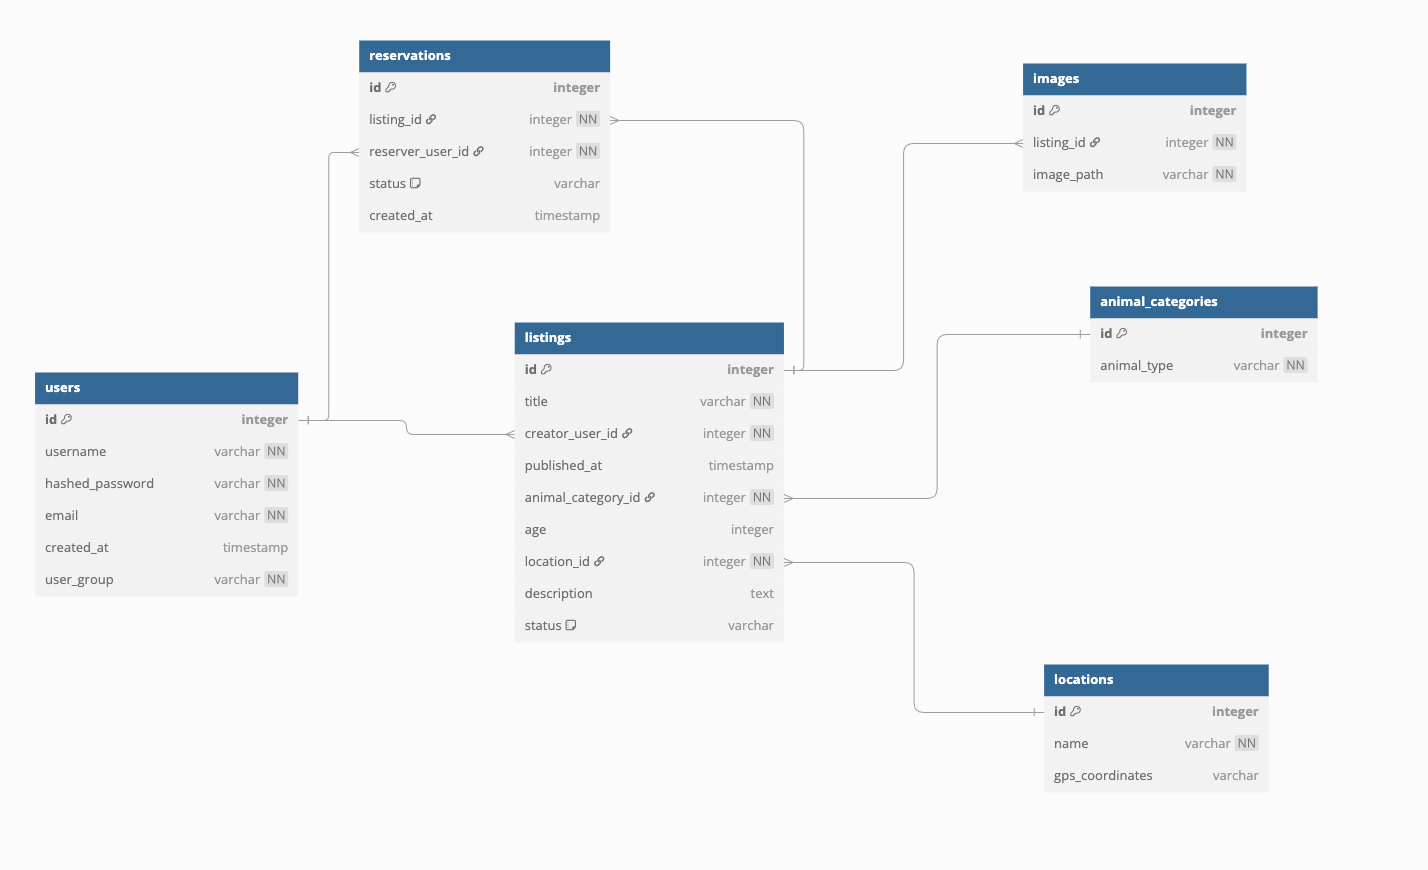 reservations
id integer
listing_id integer NN
reserver_user_id integer NN
status varchar
created_at timestamp
images
id integer
listing_id integer NN
image_path varchar NN
animal_categories
id integer
animal_type varchar NN
listings
id integer
title varchar NN
creator_user_id integer NN
published_at timestamp
animal_category_id integer NN
age integer
location_id integer NN
description text
status varchar
users
id integer
username varchar NN
hashed_password varchar NN
email varchar NN
created_at timestamp
user_group varchar NN
locations
id integer
name varchar NN
gps_coordinates varchar